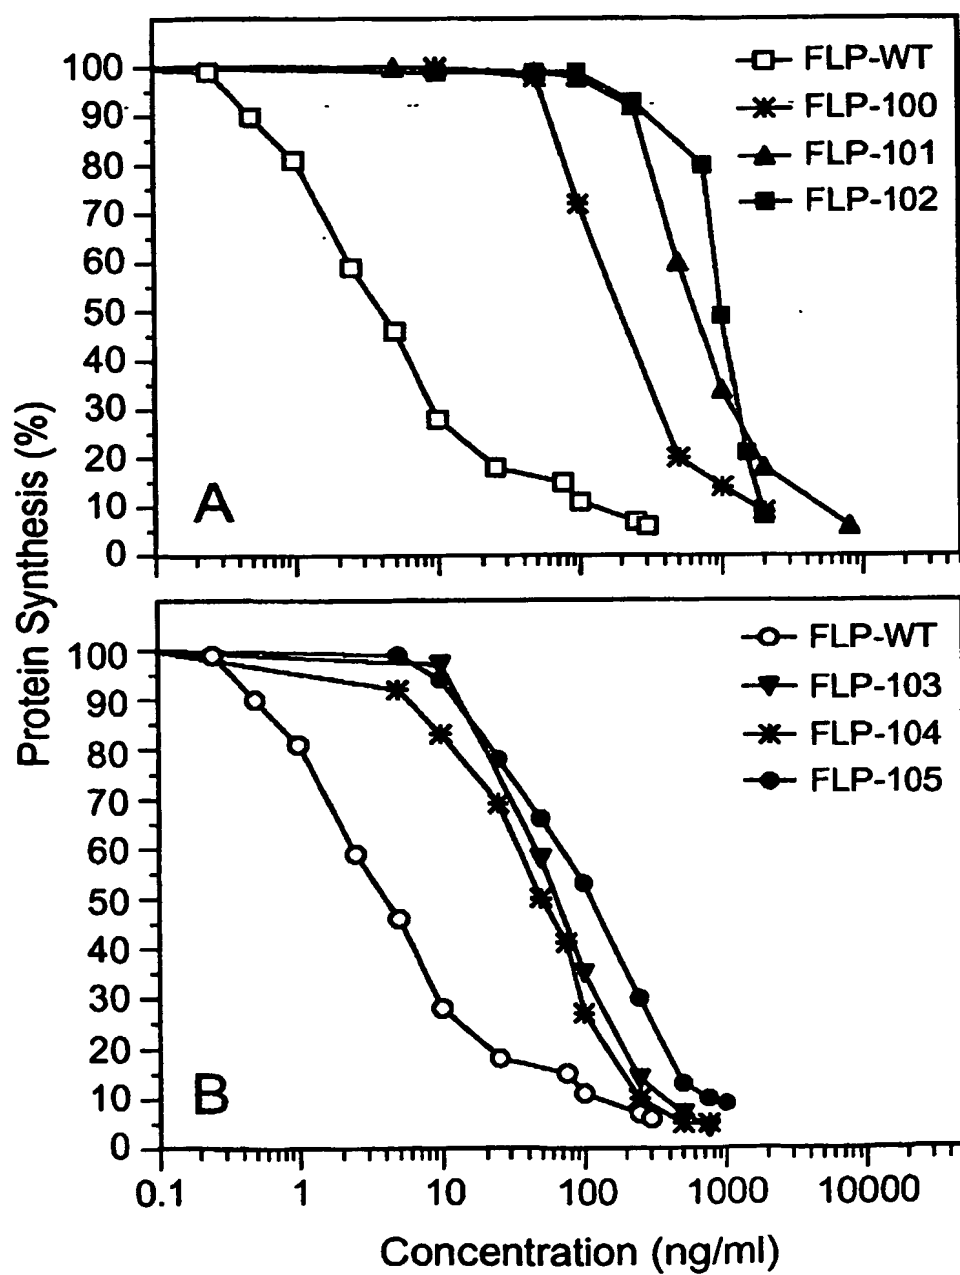 100
90
80
70
60
50
40
30
20
10
0
FLP-WT
FLP-100
FLP-101
FLP-102
A
Protein Synthesis (%)
100
90
80
70
60
50
40
30
20
10
0
FLP-WT
FLP-103
FLP-104
FLP-105
B
0.1 1 10 100 1000 10000
Concentration (ng/ml)